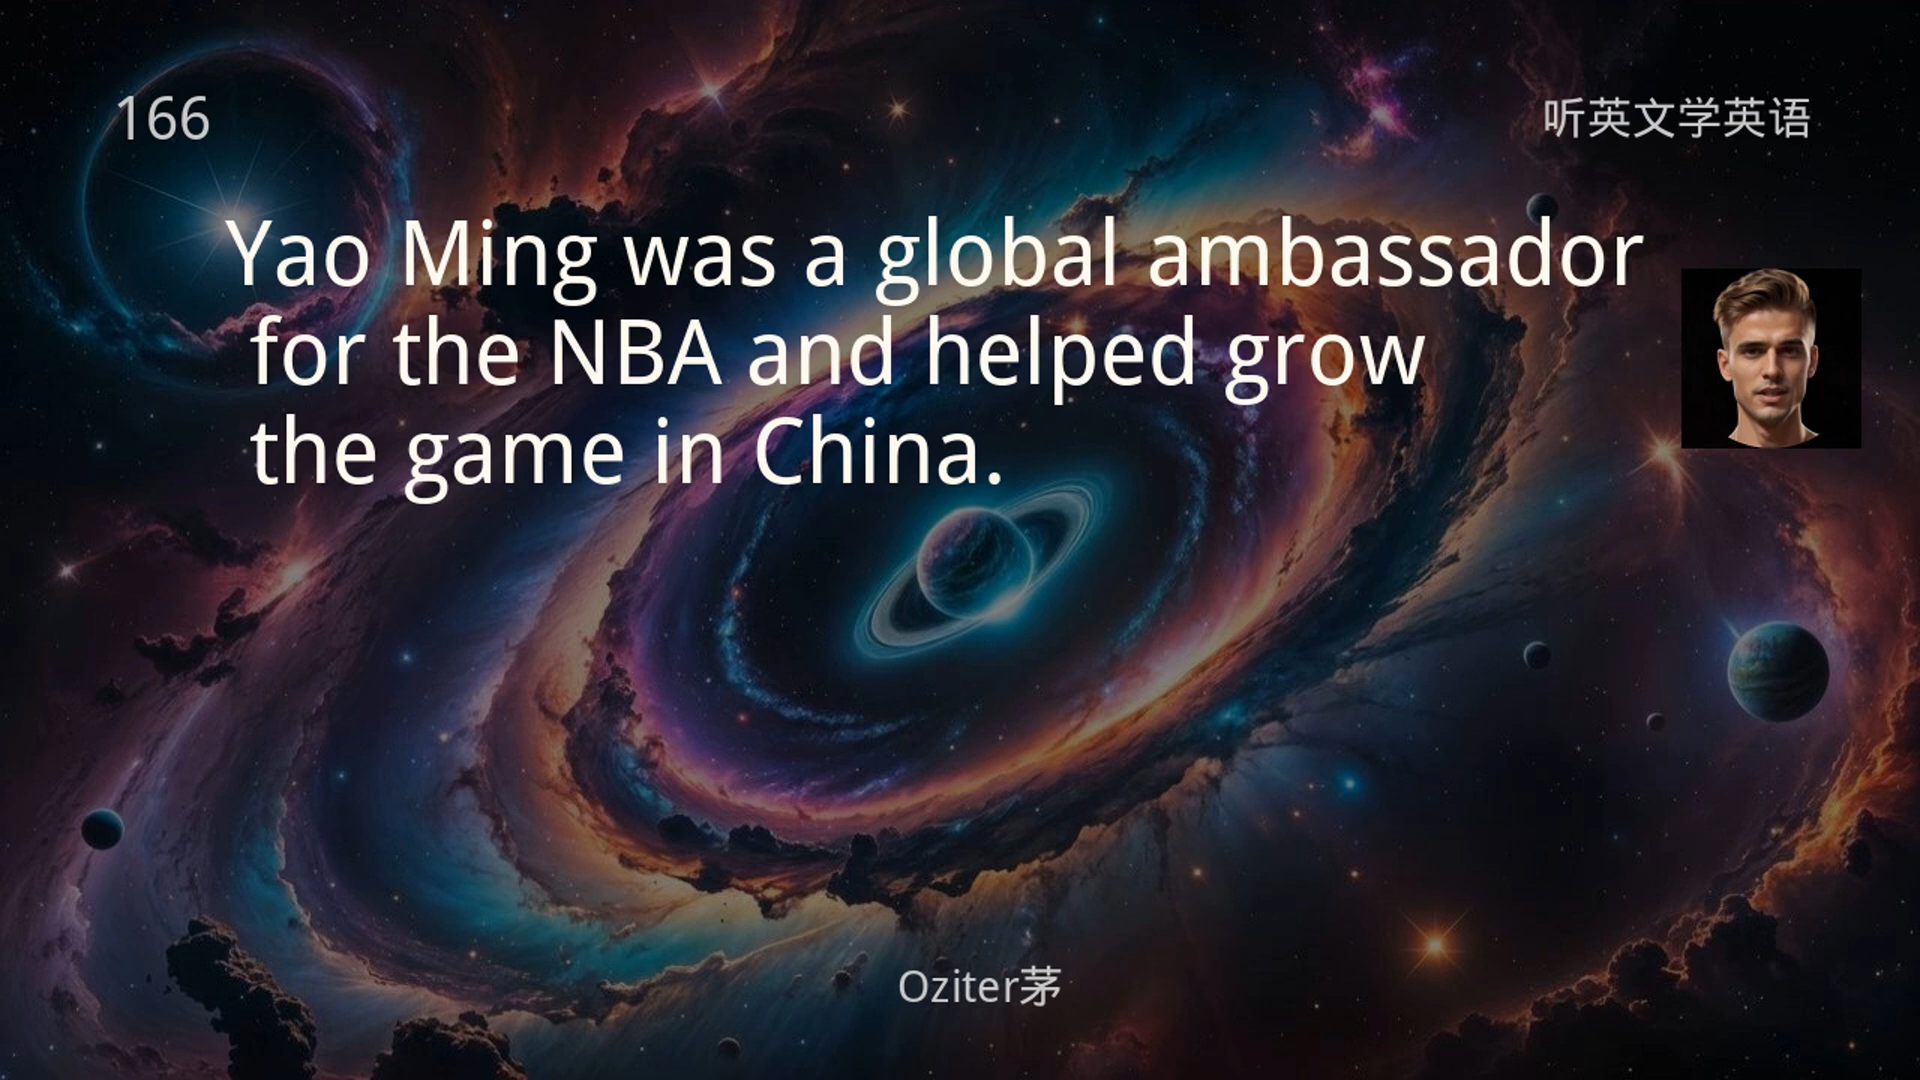 166
听英文学英语
Yao Ming was a global ambassador
for the NBA and helped grow
the game in China.
Oziter茅